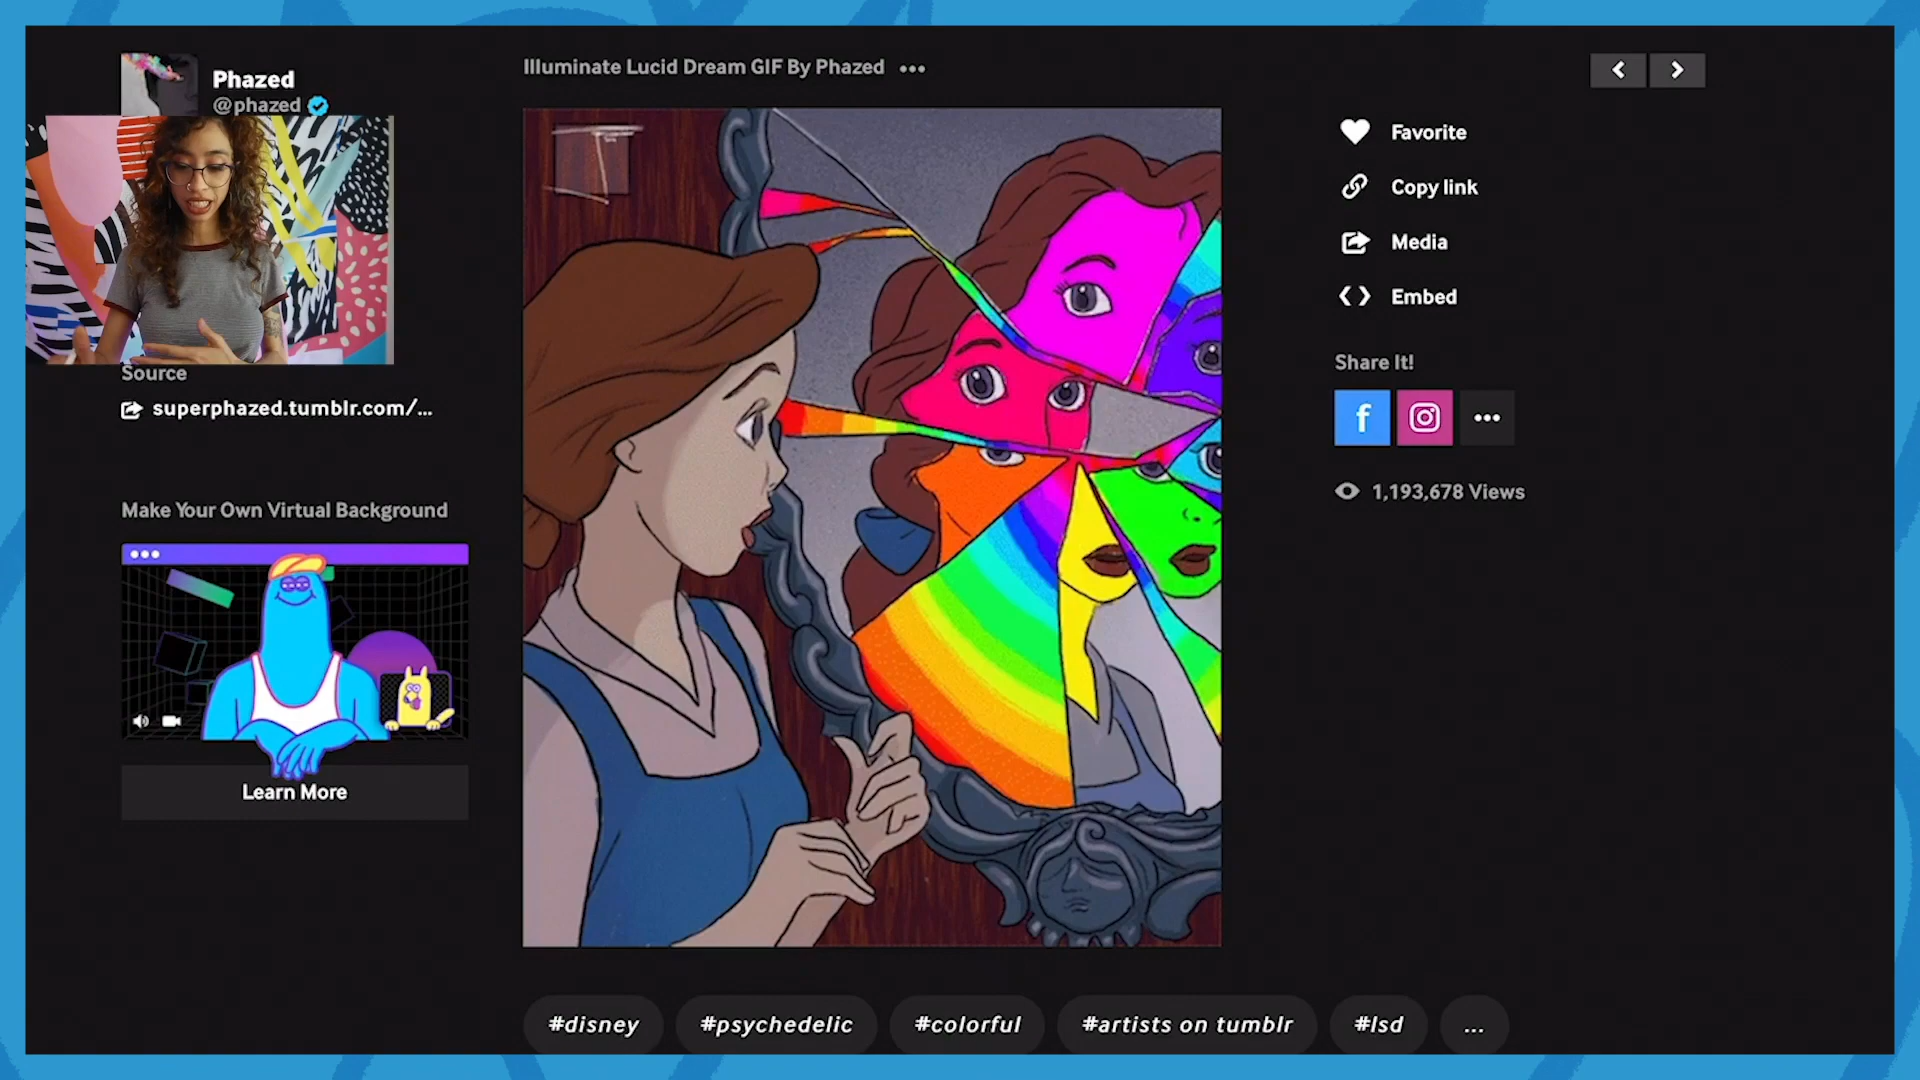 Phazed
@phazed
Source
superphazed.tumblr.com/...
Make Your Own Virtual Background
Learn More
Illuminate Lucid Dream GIF By Phazed •••
Favorite
Copy link
Media
Embed
Share It!
f
•••
1,193,678 Views
#disney
#psychedelic
#colorful
#artists on tumblr
#lsd
...